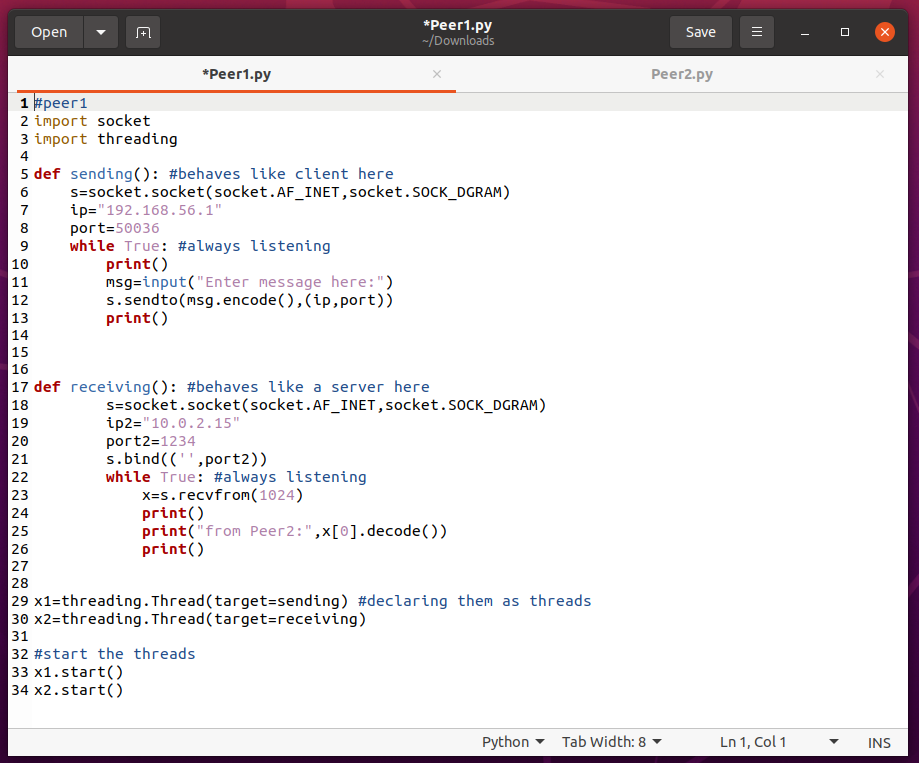 Open
*Peer1.py
~/Downloads
Save
*Peer1.py
Peer2.py
1 #peer1
2 import socket
3 import threading
4
5 def sending(): #behaves like client here
6     s=socket.socket(socket.AF_INET,socket.SOCK_DGRAM)
7     ip="192.168.56.1"
8     port=50036
9     while True: #always listening
10         print()
11         msg=input("Enter message here:")
12         s.sendto(msg.encode(),(ip,port))
13         print()
14
15
16
17 def receiving(): #behaves like a server here
18         s=socket.socket(socket.AF_INET,socket.SOCK_DGRAM)
19         ip2="10.0.2.15"
20         port2=1234
21         s.bind(('',port2))
22         while True: #always listening
23             x=s.recvfrom(1024)
24             print()
25             print("from Peer2:",x[0].decode())
26             print()
27
28
29 x1=threading.Thread(target=sending) #declaring them as threads
30 x2=threading.Thread(target=receiving)
31
32 #start the threads
33 x1.start()
34 x2.start()
Python Tab Width: 8 Ln 1, Col 1 INS